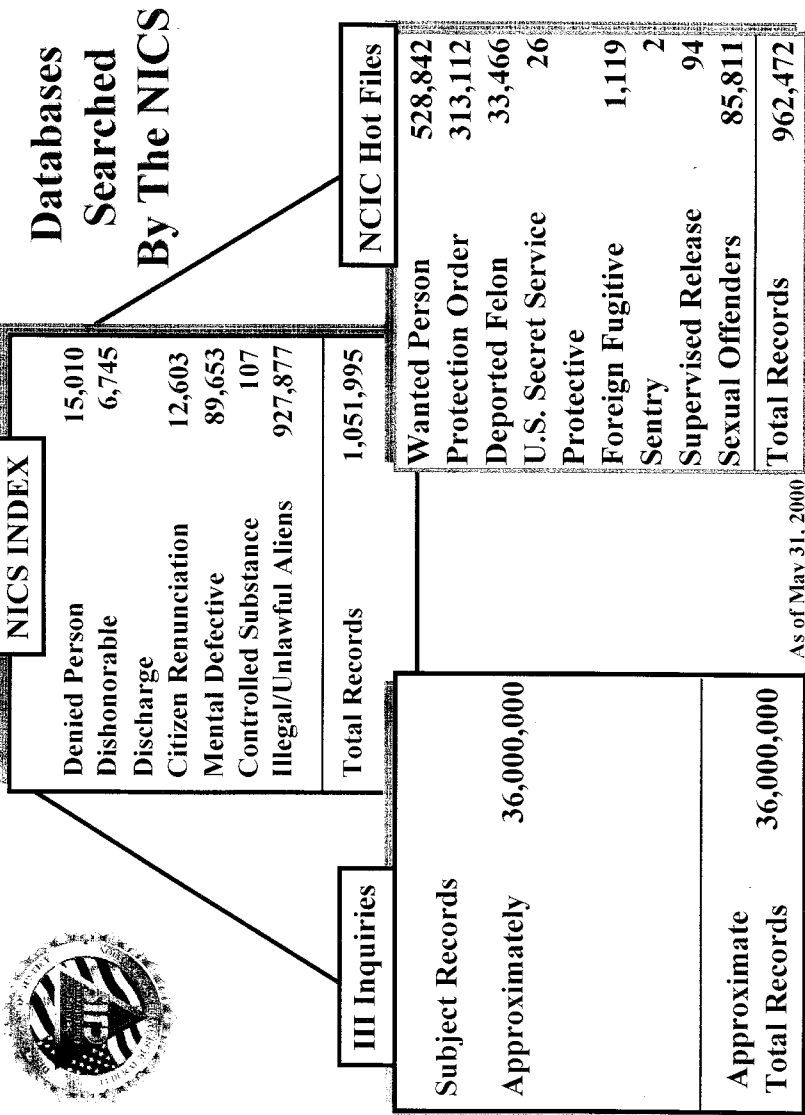 Databases
Searched
By The NICS
NICS INDEX
Denied Person 15,010
Dishonorable 6,745
Discharge
Citizen Renunciation 12,603
Mental Defective 89,653
Controlled Substance 107
Illegal/Unlawful Aliens 927,877
Total Records 1,051,995
III Inquiries
Subject Records
Approximately 36,000,000
Approximate
Total Records 36,000,000
NCIC Hot Files
Wanted Person 528,842
Protection Order 313,112
Deported Felon 33,466
U.S. Secret Service 26
Protective
Foreign Fugitive 1,119
Sentry 2
Supervised Release 94
Sexual Offenders 85,811
Total Records 962,472
As of May 31, 2000